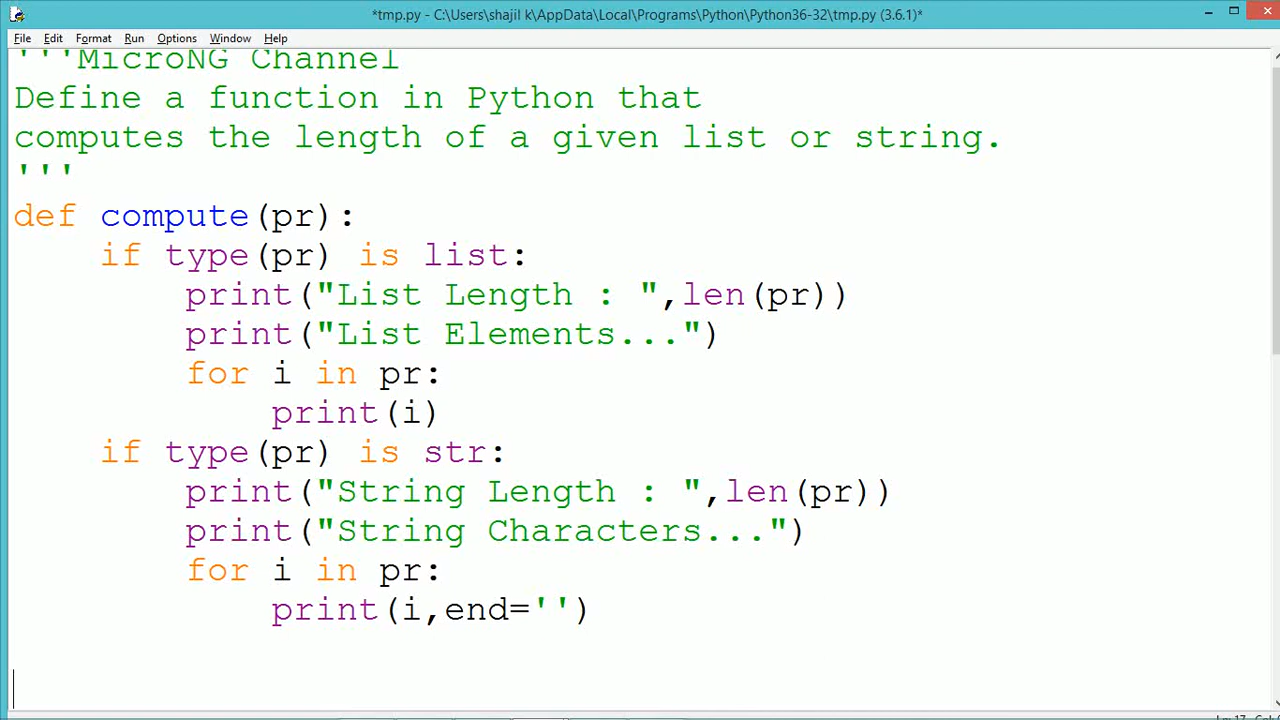 *tmp.py - C:\Users\shajil k\AppData\Local\Programs\Python\Python36-32\tmp.py (3.6.1)*
File Edit Format Run Options Window Help
'''MicroNG Channel
Define a function in Python that
computes the length of a given list or string.
'''
def compute(pr):
    if type(pr) is list:
        print("List Length : ",len(pr))
        print("List Elements...")
        for i in pr:
            print(i)
    if type(pr) is str:
        print("String Length : ",len(pr))
        print("String Characters...")
        for i in pr:
            print(i,end='')